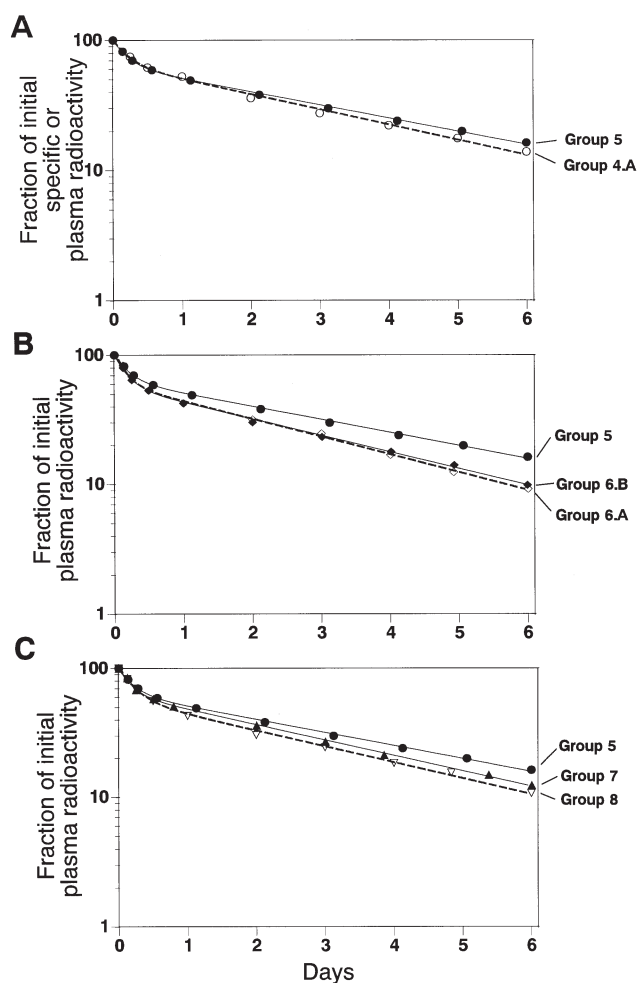 A
Fraction of initial
specific or
plasma radioactivity
100
10
1
0 1 2 3 4 5 6
Group 5
Group 4.A
B
Fraction of initial
plasma radioactivity
100
10
1
0 1 2 3 4 5 6
Group 5
Group 6.B
Group 6.A
C
Fraction of initial
plasma radioactivity
100
10
1
0 1 2 3 4 5 6
Group 5
Group 7
Group 8
Days